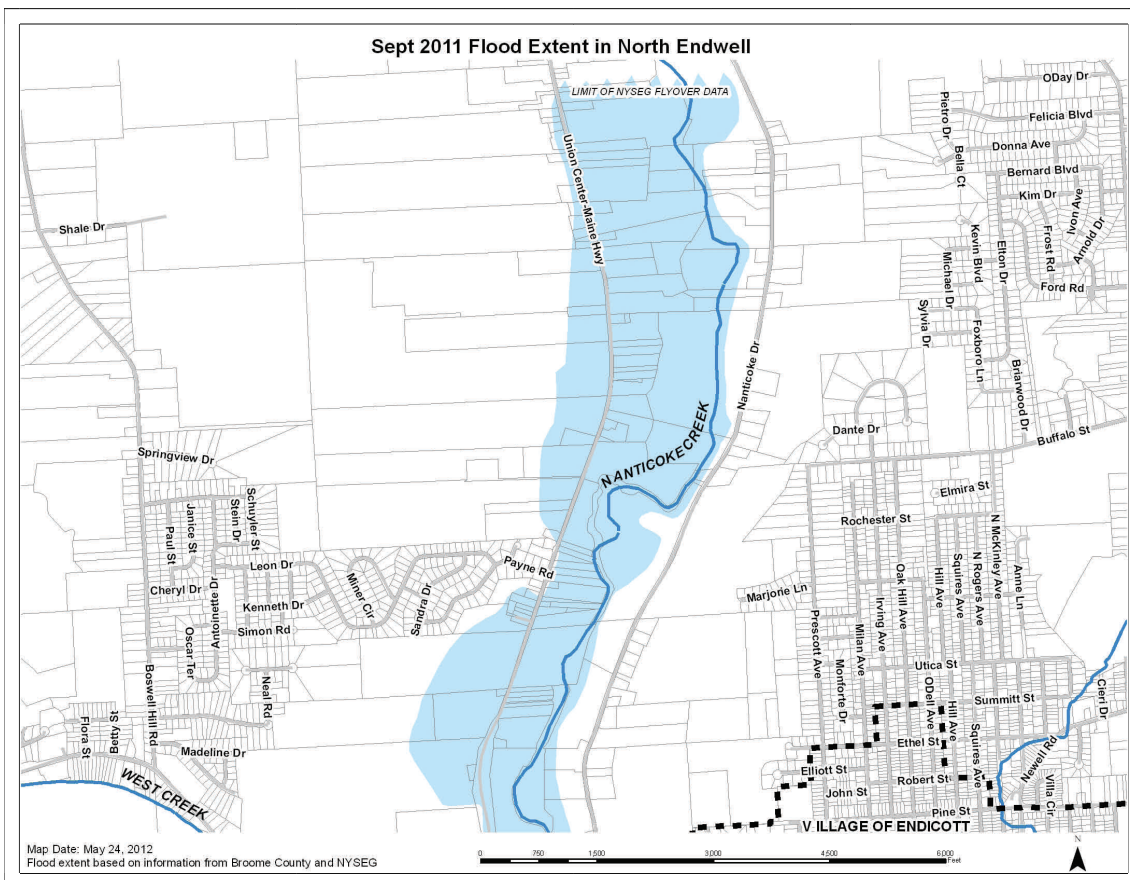 Sept 2011 Flood Extent in North Endwell
LIMIT OF NYSEG FLYOVER DATA
ODay Dr
Pietro Dr
Felicia Blvd
Donna Ave
Bella Ct
Bernard Blvd
Kim Dr
Ivon Ave
Union Center-Maine Hwy
Shale Dr
Kevin Blvd
Elton Dr
Frost Rd
Arnold Dr
Michael Dr
Ford Rd
Sylvia Dr
Foxboro Ln
Nanticoke Dr
Briarwood Dr
Dante Dr
Buffalo St
NANTICOKE CREEK
Springview Dr
Elmira St
Schuyler St
Stein Dr
Janice St
Paul St
Rochester St
N McKinley Ave
Leon Dr
Payne Rd
Miner Cir
Cheryl Dr
Antoinette Dr
Kenneth Dr
Sandra Dr
Marjorie Ln
Oak Hill Ave
Hill Ave
Squires Ave
N Rogers Ave
Anne Ln
Simon Rd
Oscar Ter
Prescott Ave
Milan Ave
Irving Ave
Utica St
Boswell Hill Rd
Neal Rd
Monforte Dr
ODell Ave
Hill Ave
Summitt St
Cieri Dr
Flora St
Betty St
Madeline Dr
Ethel St
Squires Ave
Newell Rd
WEST CREEK
Elliott St
Robert St
John St
Villa Cir
Pine St
V ILLAGE OF ENDICOTT
Map Date: May 24, 2012
Flood extent based on information from Broome County and NYSEG
0 750 1,500 3,000 4,500 6,000
Feet
N